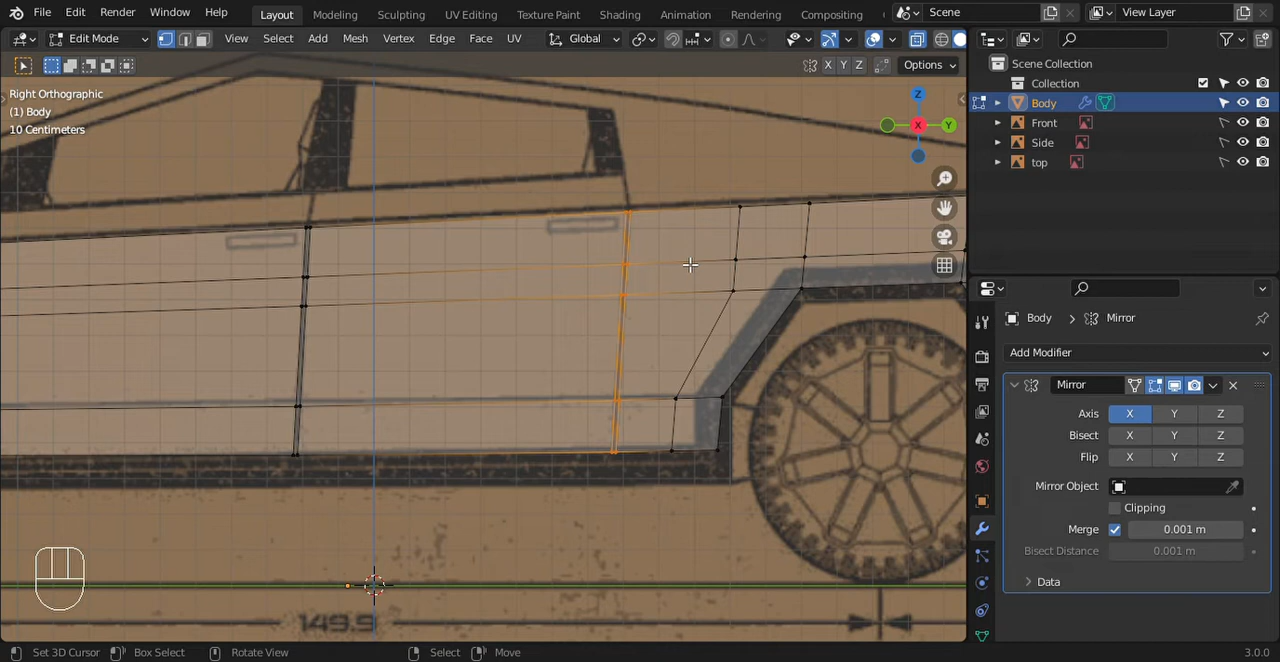 File Edit Render Window Help Layout Modeling Sculpting UV Editing Texture Paint Shading Animation Rendering Compositing Scene View Layer
Edit Mode View Select Add Mesh Vertex Edge Face UV Global
X Y Z Options
Right Orthographic
(1) Body
10 Centimeters
Z
X
Y
149.9
Scene Collection
Collection
Body
Front
Side
top
Body Mirror
Add Modifier
Mirror
Axis X Y Z
Bisect X Y Z
Flip X Y Z
Mirror Object
Clipping
Merge 0.001 m
Bisect Distance 0.001 m
Data
Set 3D Cursor Box Select Rotate View Select Move 3.0.0